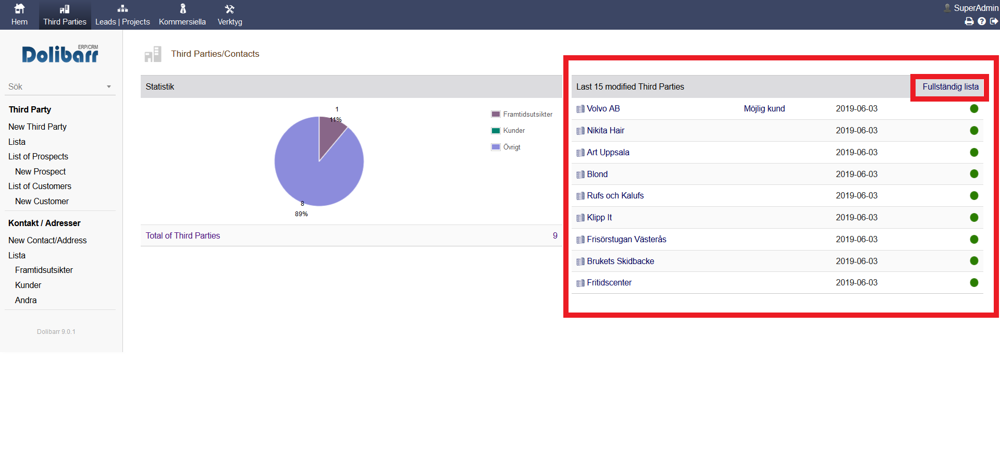 Hem
Third Parties
Leads | Projects
Kommersiella
Verktyg
SuperAdmin
ERP/CRM
Dolibarr
Sök
Third Party
New Third Party
Lista
List of Prospects
New Prospect
List of Customers
New Customer
Kontakt / Adresser
New Contact/Address
Lista
Framtidsutsikter
Kunder
Andra
Dolibarr 9.0.1
Third Parties/Contacts
Statistik
1
11%
8
89%
Framtidsutsikter
Kunder
Övrigt
Total of Third Parties 9
Last 15 modified Third Parties Fullständig lista
Volvo AB Möjlig kund 2019-06-03
Nikita Hair 2019-06-03
Art Uppsala 2019-06-03
Blond 2019-06-03
Rufs och Kalufs 2019-06-03
Klipp It 2019-06-03
Frisörstugan Västerås 2019-06-03
Brukets Skidbacke 2019-06-03
Fritidscenter 2019-06-03